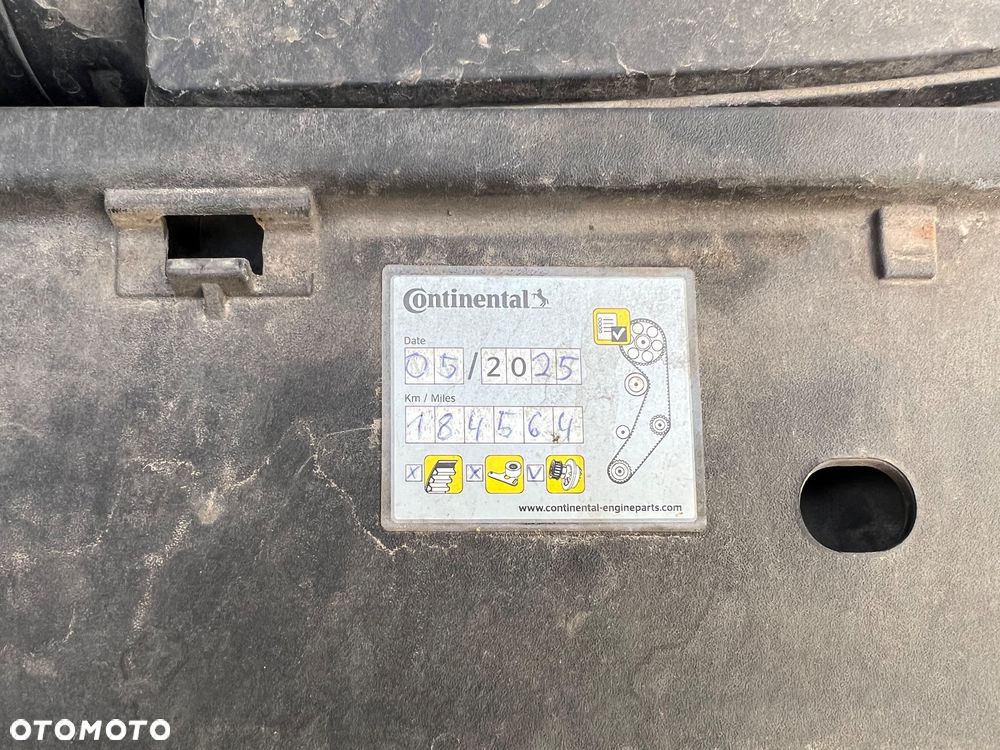 Continental
Date
05/2025
Km / Miles
184564
x x v
www.continental-engineparts.com
OTOMOTO